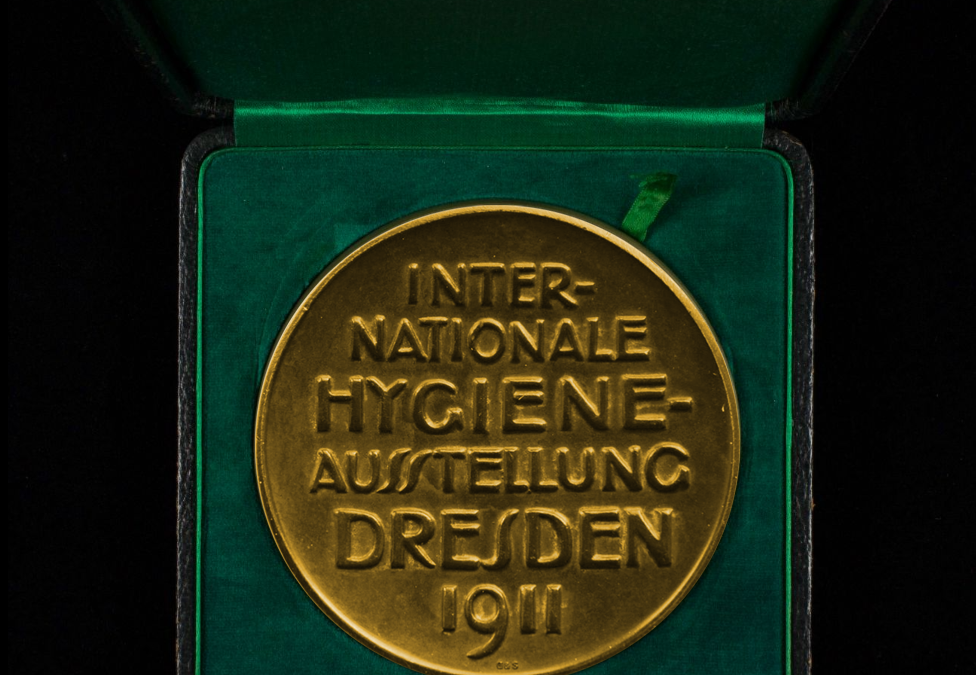 INTER-
NATIONALE
HYGIENE-
AUSSTELLUNG
DRESDEN
1911